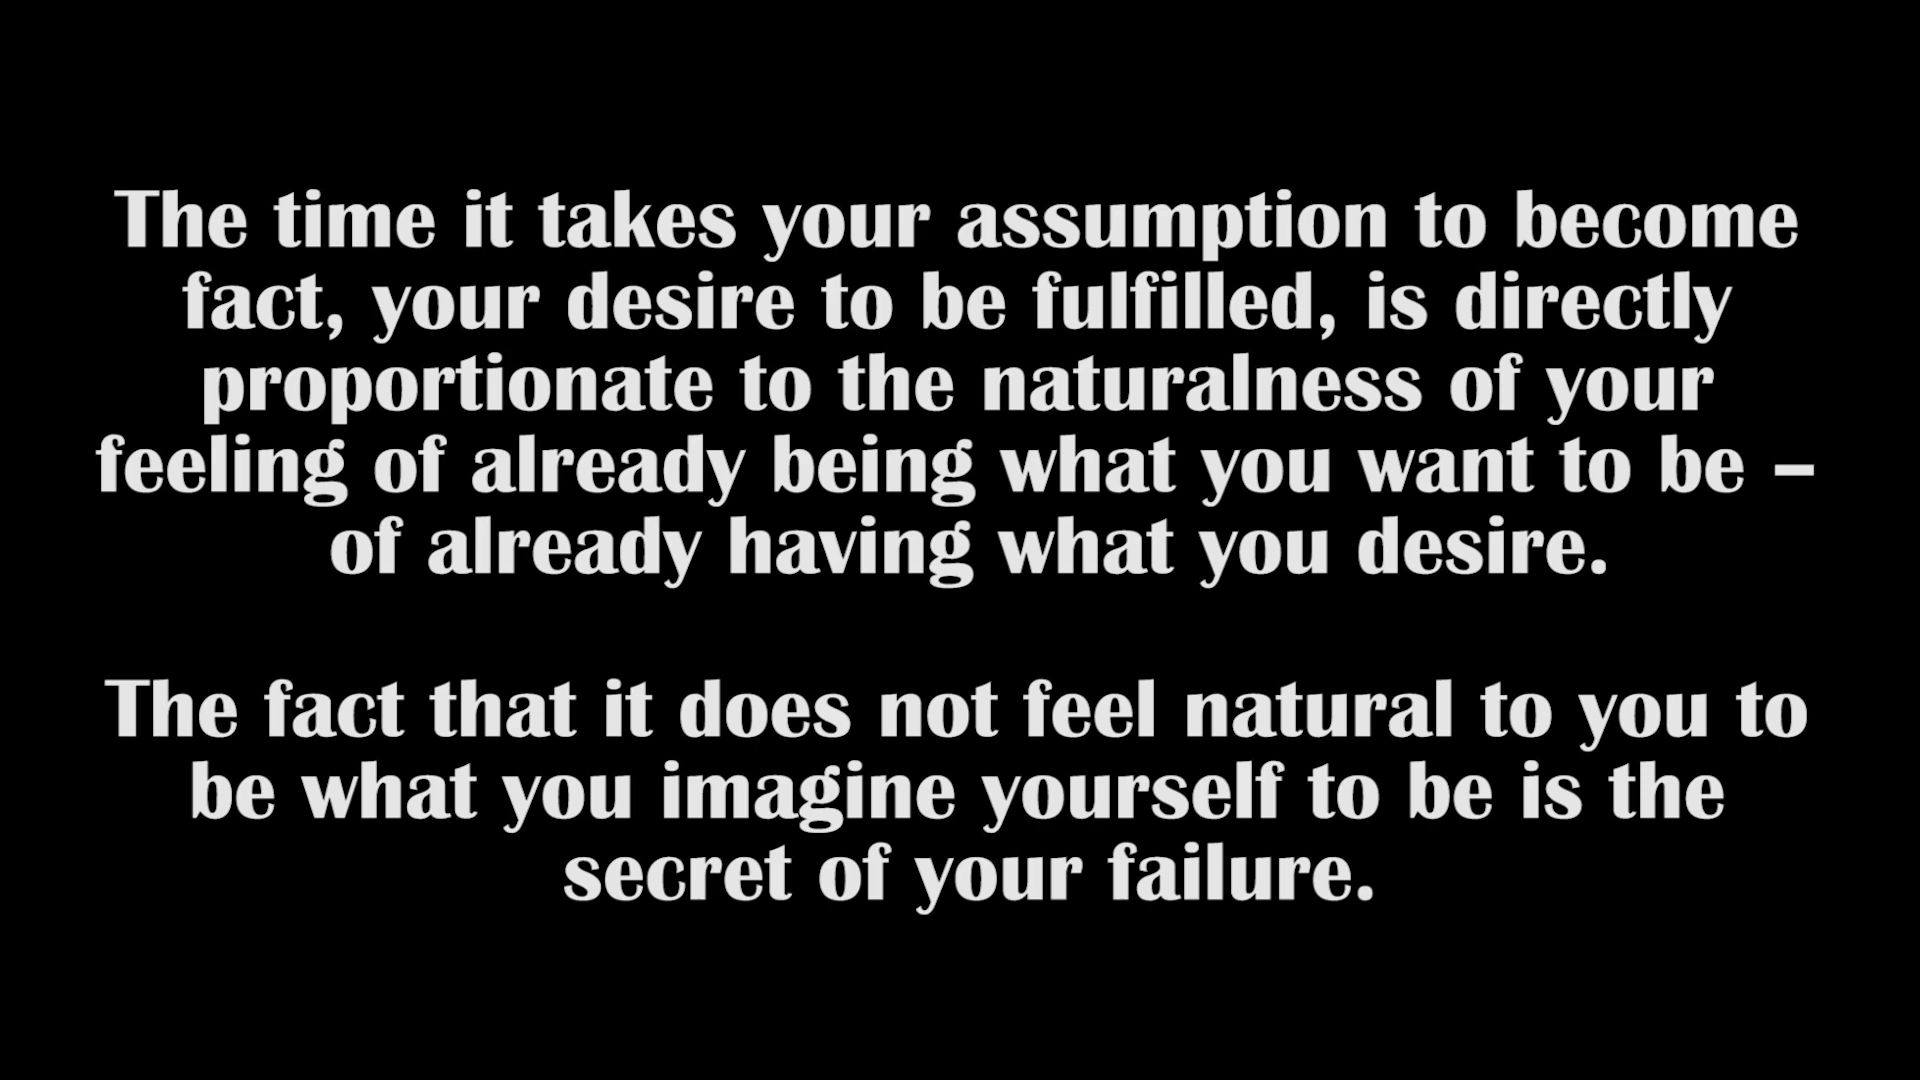 The time it takes your assumption to become
fact, your desire to be fulfilled, is directly
proportionate to the naturalness of your
feeling of already being what you want to be –
of already having what you desire.
The fact that it does not feel natural to you to
be what you imagine yourself to be is the
secret of your failure.